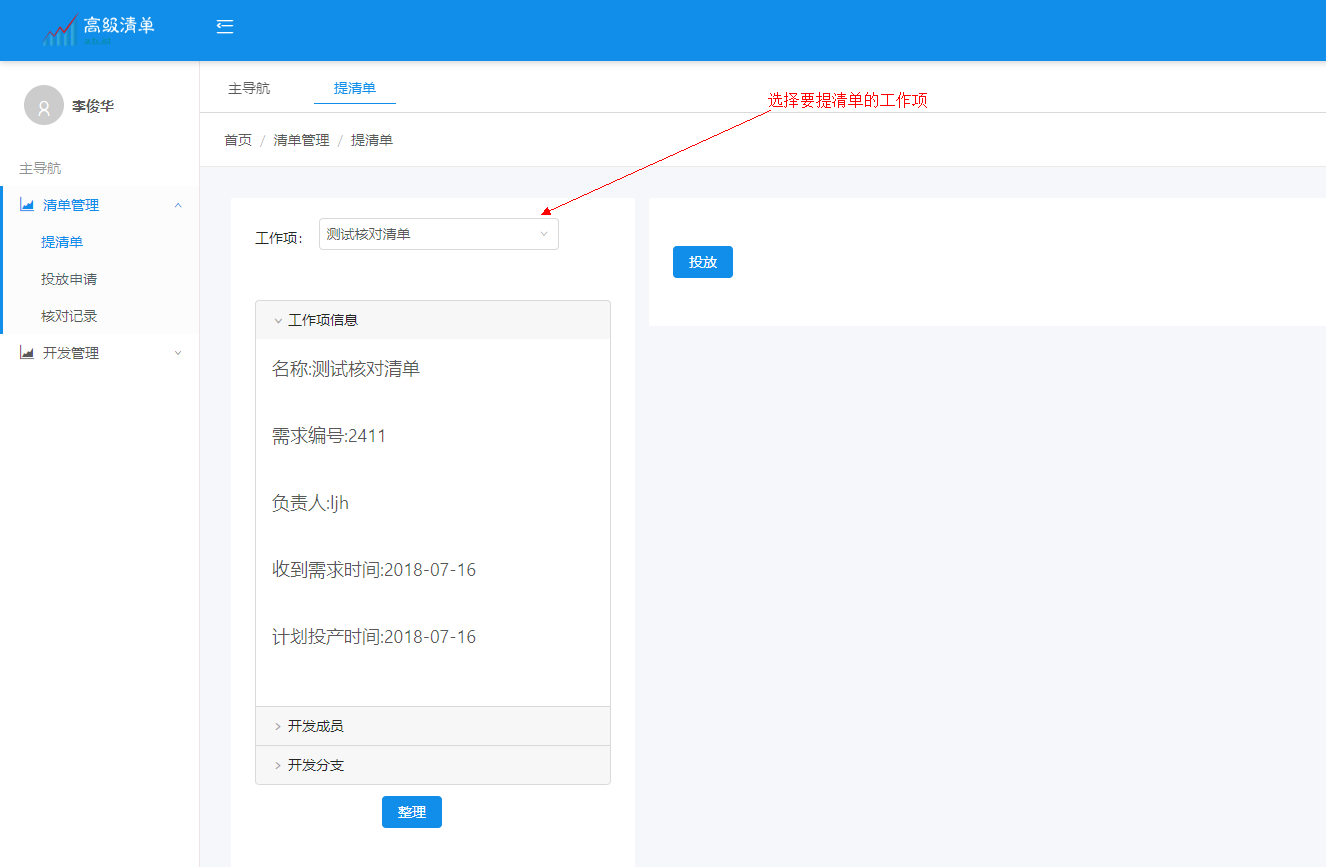 高级清单
李俊华
主导航
清单管理
提清单
投放申请
核对记录
开发管理
主导航 提清单
选择要提清单的工作项
首页 / 清单管理 / 提清单
工作项: 测试核对清单
工作项信息
名称:测试核对清单
需求编号:2411
负责人:ljh
收到需求时间:2018-07-16
计划投产时间:2018-07-16
开发成员
开发分支
整理
投放